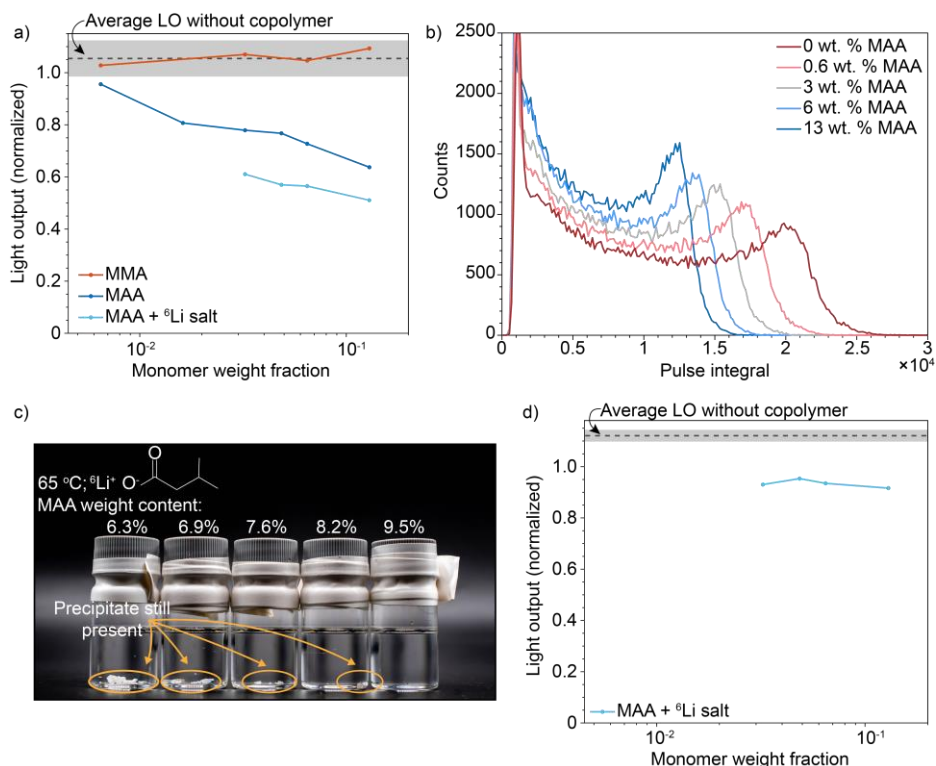 a)
Average LO without copolymer
Light output (normalized)
1.0
0.8
0.6
0.4
0.2
0
MMA
MAA
MAA + ⁶Li salt
10⁻²
10⁻¹
Monomer weight fraction
b)
2500
2000
1500
1000
500
0
Counts
0 wt. % MAA
0.6 wt. % MAA
3 wt. % MAA
6 wt. % MAA
13 wt. % MAA
0
0.5
1.0
1.5
20
2.5
3
×10⁴
Pulse integral
c)
O
65 °C; ⁶Li⁺ O⁻
MAA weight content:
6.3% 6.9% 7.6% 8.2% 9.5%
Precipitate still
present
d)
Average LO without copolymer
Light output (normalized)
1.0
0.8
0.6
0.4
0.2
0
MAA + ⁶Li salt
10⁻²
10⁻¹
Monomer weight fraction